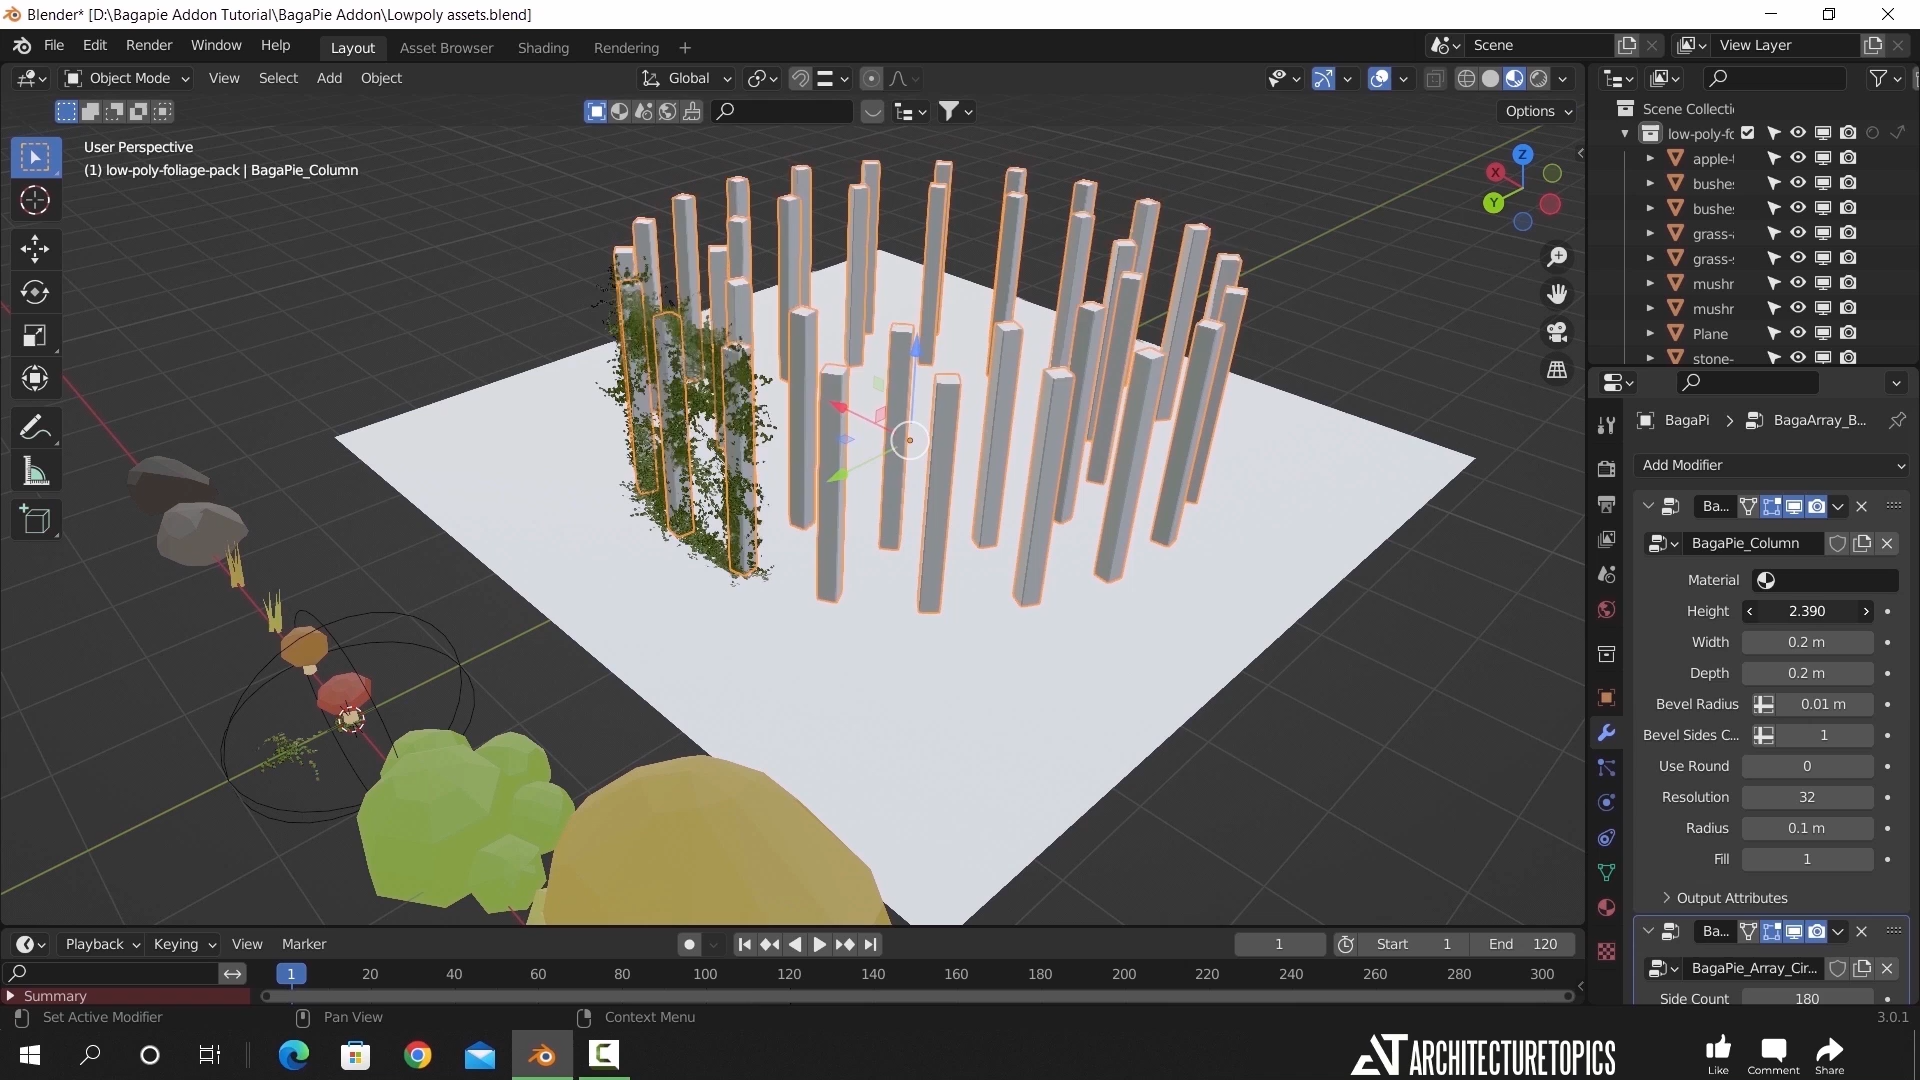 Blender* [D:\Bagapie Addon Tutorial\BagaPie Addon\Lowpoly assets.blend]
File Edit Render Window Help Layout Asset Browser Shading Rendering + Scene View Layer
Object Mode View Select Add Object Global
Options
User Perspective
(1) low-poly-foliage-pack | BagaPie_Column
Z
X
Y
Scene Collecti
low-poly-fc
apple-t
bushe
bushe
grass-
grass-
mushr
mushr
Plane
stone-
BagaPi > BagaArray_B...
Add Modifier
Ba...
BagaPie_Column
Material
Height 2.390
Width 0.2 m
Depth 0.2 m
Bevel Radius 0.01 m
Bevel Sides C... 1
Use Round 0
Resolution 32
Radius 0.1 m
Fill 1
Output Attributes
Ba...
BagaPie_Array_Cir...
Side Count 180
Playback Keying View Marker 1 Start 1 End 120
1 20 40 60 80 100 120 140 160 180 200 220 240 260 280 300
Summary
Set Active Modifier Pan View Context Menu 3.0.1
ARCHITECTURETOPICS
Like Comment Share